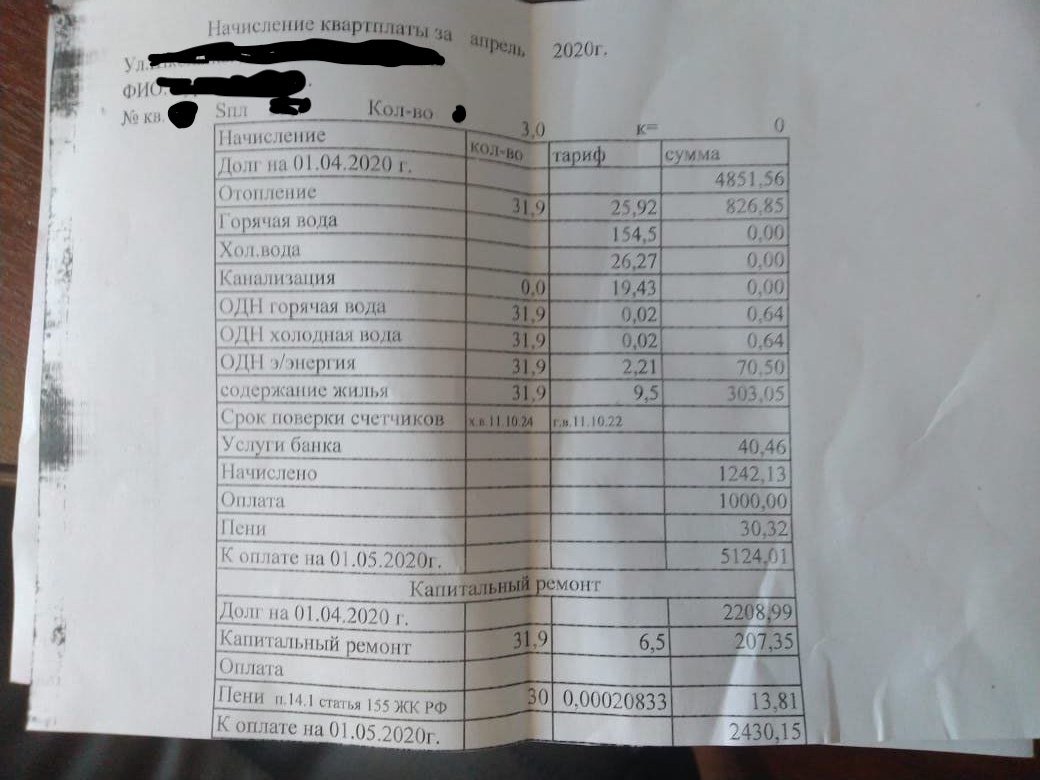 Начисление квартплаты за апрель 2020г.
Ул.
ФИО.
№ кв. Sпл Кол-во 3,0 к= 0
Начисление кол-во тариф сумма
Долг на 01.04.2020 г. 4851,56
Отопление 31,9 25,92 826,85
Горячая вода 154,5 0,00
Хол.вода 26,27 0,00
Канализация 0,0 19,43 0,00
ОДН горячая вода 31,9 0,02 0,64
ОДН холодная вода 31,9 0,02 0,64
ОДН э/энергия 31,9 2,21 70,50
содержание жилья 31,9 9,5 303,05
Срок поверки счетчиков х.в.11.10.24 г.в.11.10.22
Услуги банка 40,46
Начислено 1242,13
Оплата 1000,00
Пени 30,32
К оплате на 01.05.2020г. 5124,01
Капитальный ремонт
Долг на 01.04.2020 г. 2208,99
Капитальный ремонт 31,9 6,5 207,35
Оплата
Пени п.14.1 статья 155 ЖК РФ 30 0,00020833 13,81
К оплате на 01.05.2020г. 2430,15